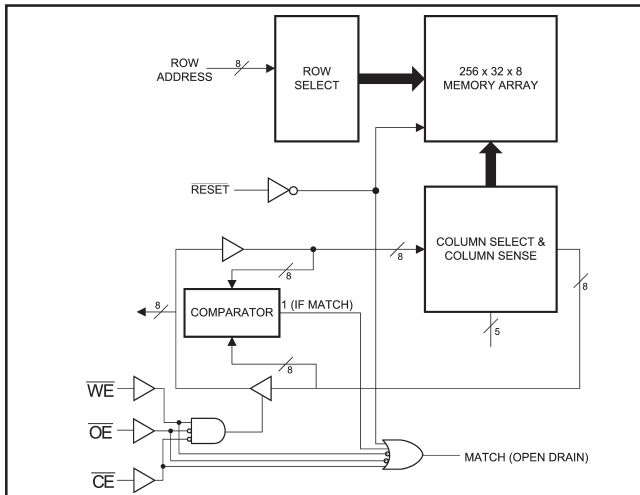 ROW
ADDRESS
8
ROW
SELECT
256 x 32 x 8
MEMORY ARRAY
RESET
8
COLUMN SELECT &
COLUMN SENSE
8
8
8
COMPARATOR
1 (IF MATCH)
5
8
WE
OE
CE
MATCH (OPEN DRAIN)